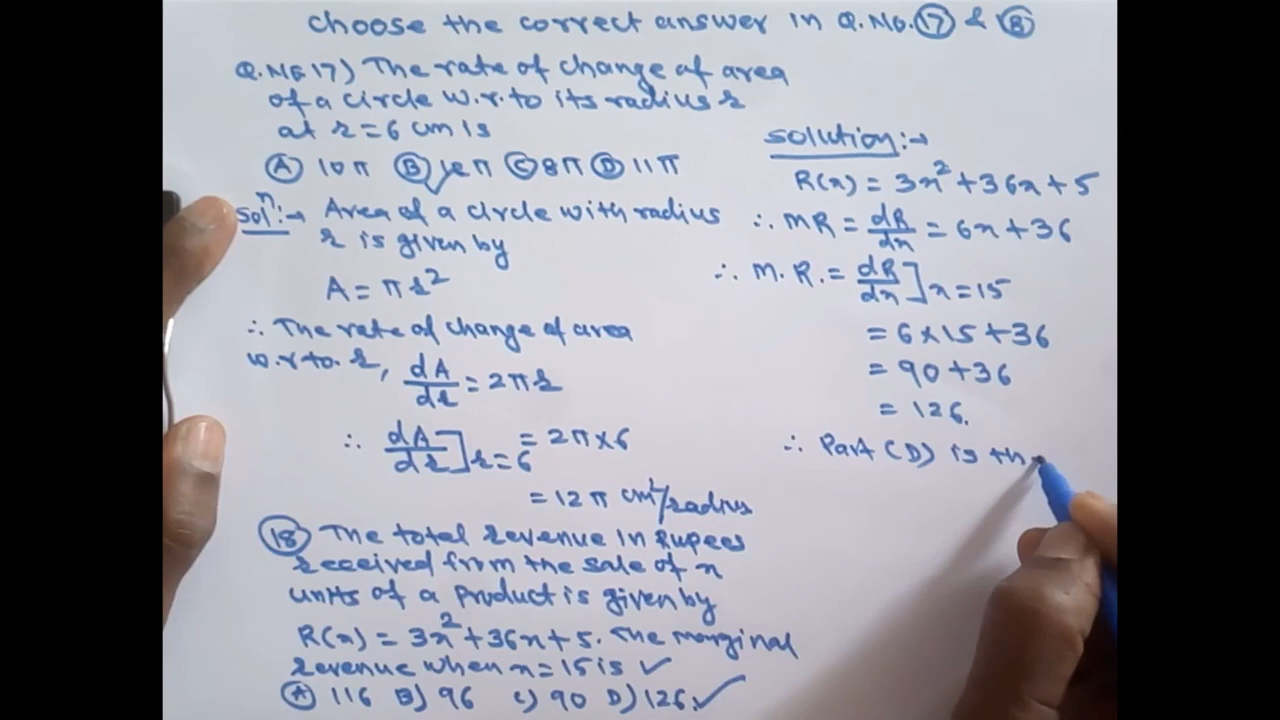 Choose the correct answer in Q.No. 17 & 18
Q.No 17) The rate of change of area
of a circle w.r.to its radius r
at r = 6 cm is
(A) 10π (B) 12π (C) 8π (D) 11π
Solⁿ:→ Area of a circle with radius
r is given by
A = πr²
∴ The rate of change of area
w.r to. r, dA/dr = 2πr
∴ dA/dr]r=6 = 2π×6
= 12π cm²/radius
(18) The total revenue in Rupees
received from the sale of x
units of a product is given by
R(x) = 3x² + 36x + 5. The marginal
revenue when x = 15 is ✓
(A) 116 B) 96 C) 90 D) 126. ✓
Solution:→
R(x) = 3x² + 36x + 5
∴ MR = dR/dx = 6x + 36
∴ M.R. = dR/dx]x=15
= 6×15+36
= 90+36
= 126.
∴ Part (D) is th